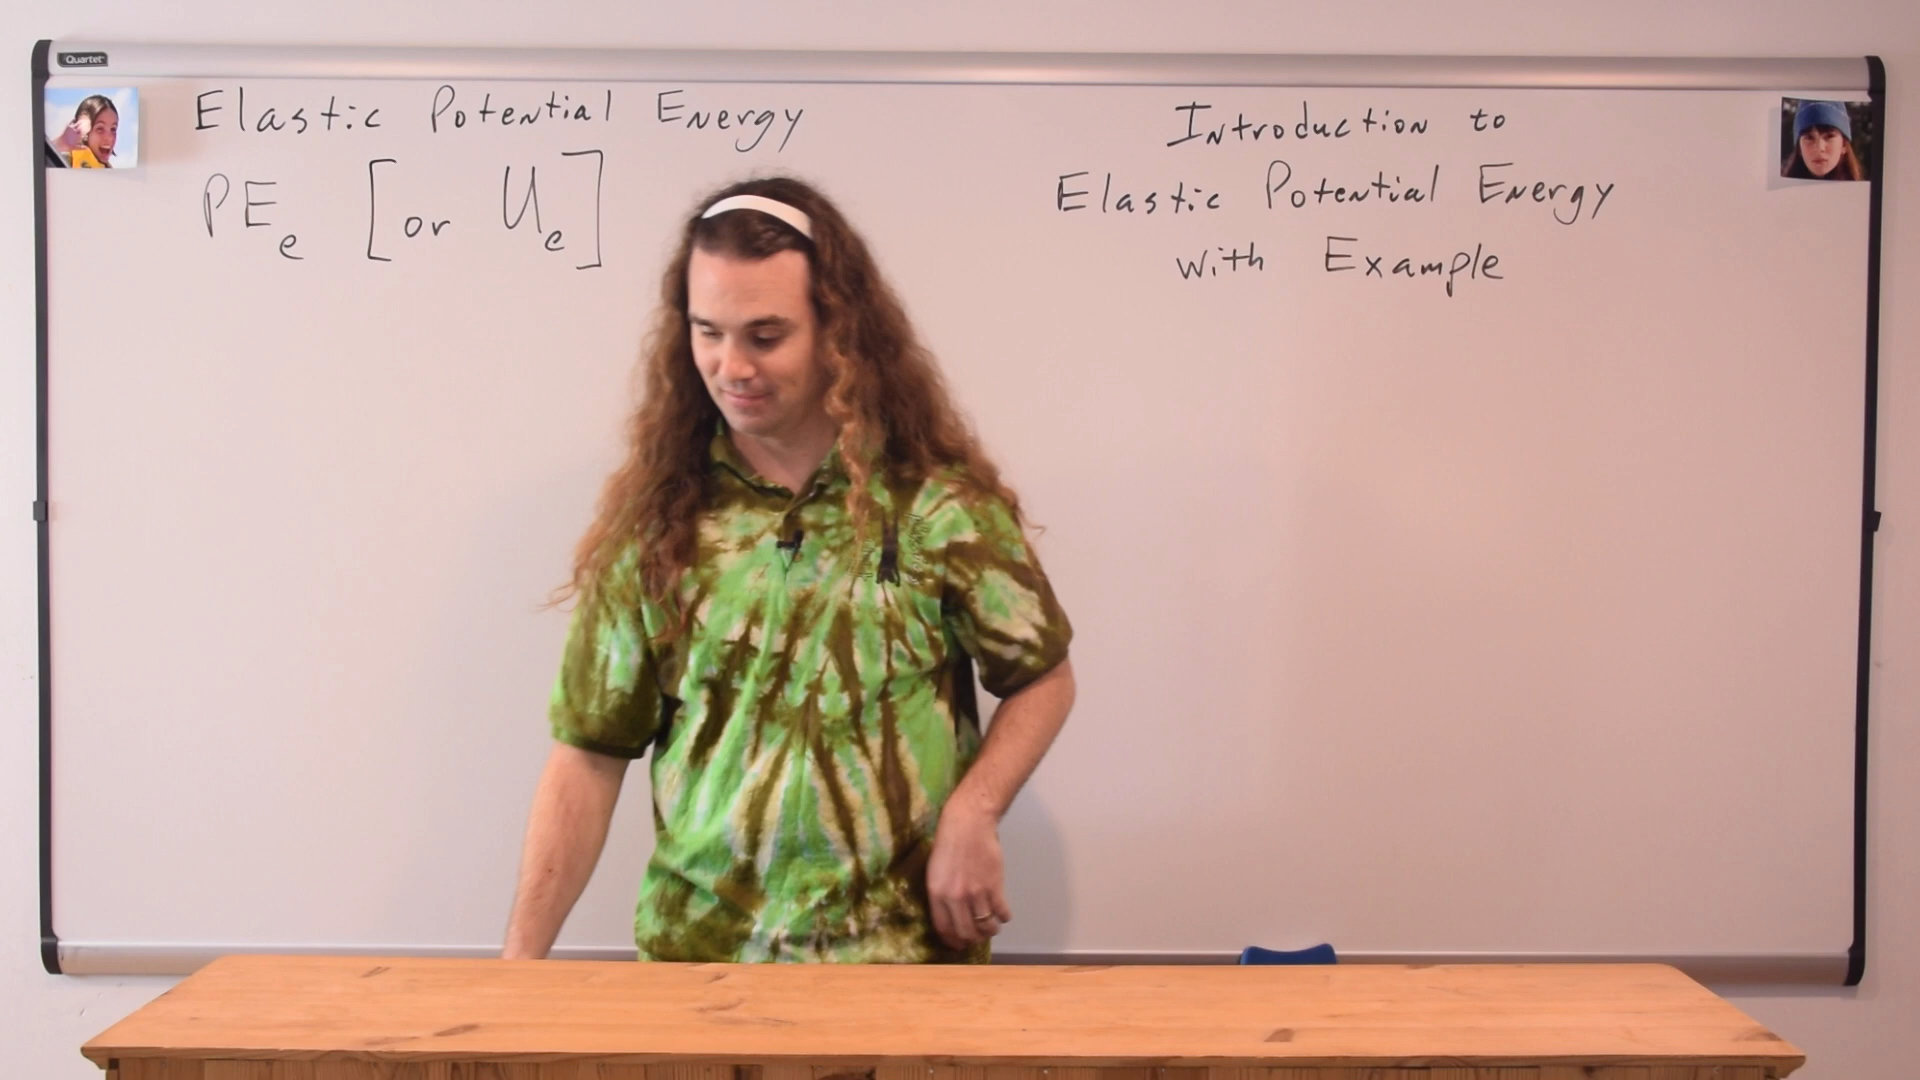 Quartet
Elastic Potential Energy
PEe [or Ue]
Introduction to
Elastic Potential Energy
with Example